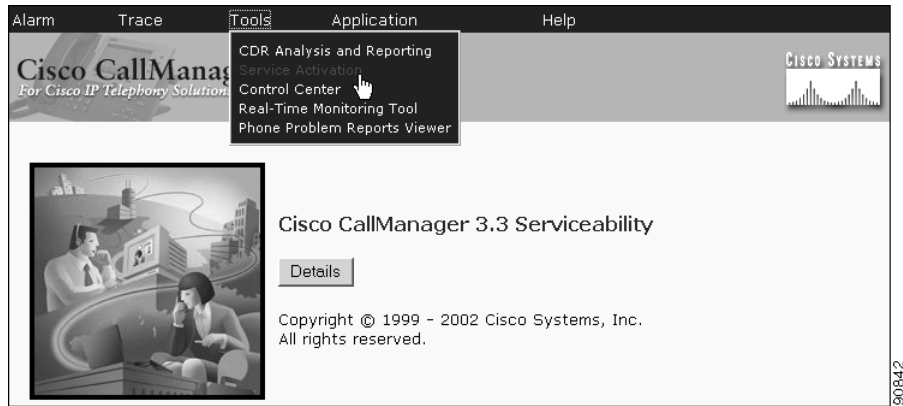 Alarm Trace Tools Application Help
CDR Analysis and Reporting
Service Activation
Control Center
Real-Time Monitoring Tool
Phone Problem Reports Viewer
Cisco CallManag
For Cisco IP Telephony Solution
CISCO SYSTEMS
Cisco CallManager 3.3 Serviceability
Details
Copyright © 1999 - 2002 Cisco Systems, Inc.
All rights reserved.
90842